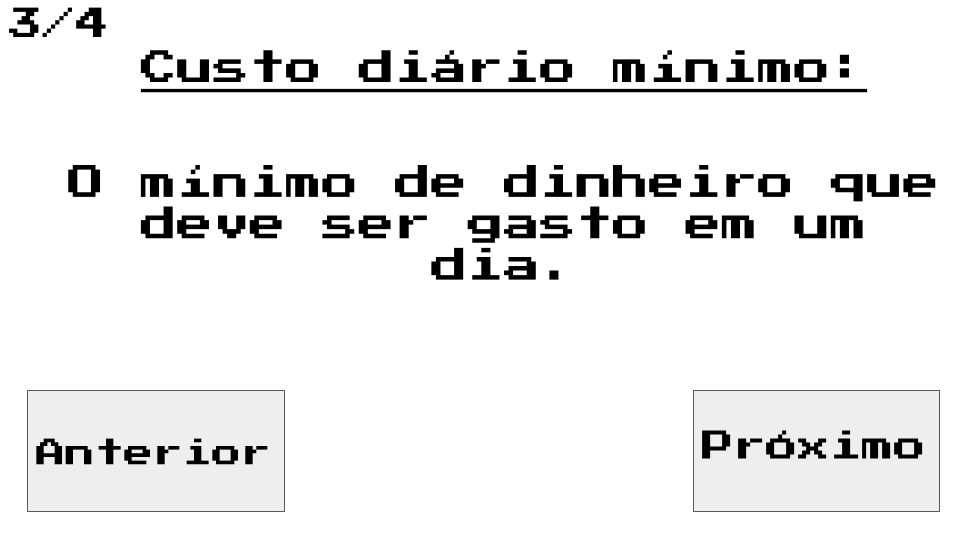 3/4
Custo diário mínimo:
O mínimo de dinheiro que
deve ser gasto em um
dia.
Anterior
Próximo